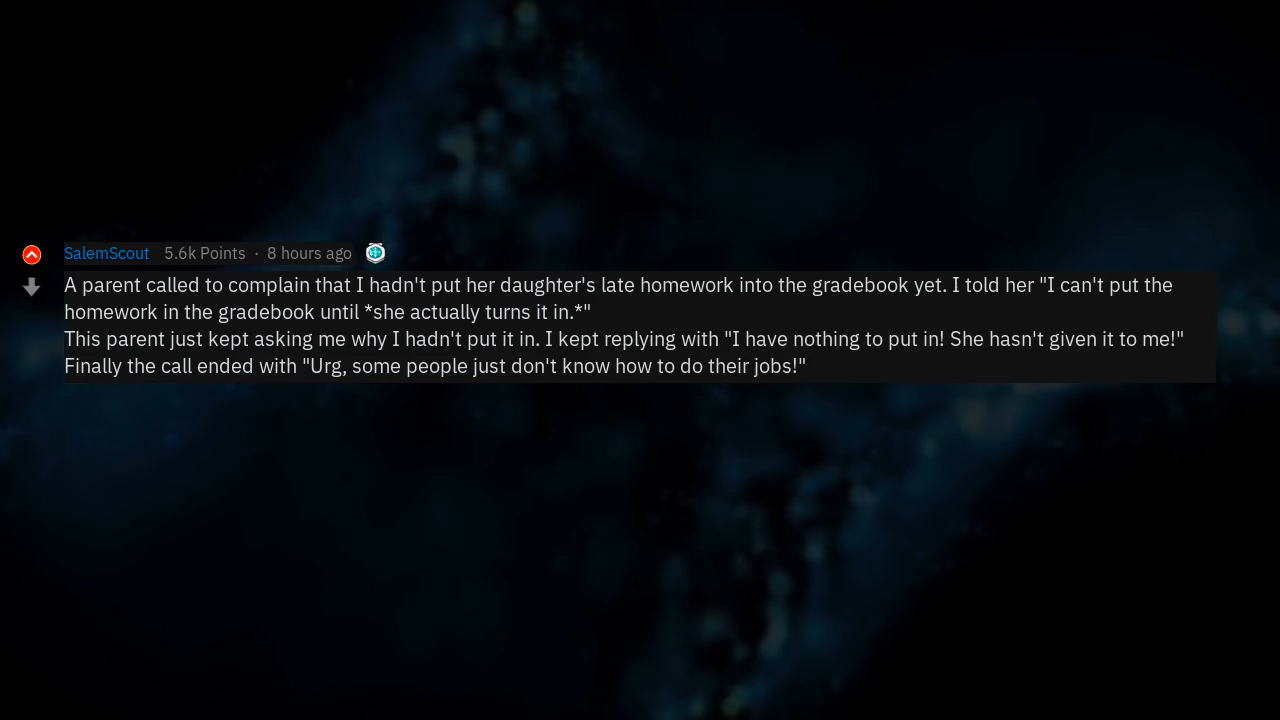 SalemScout 5.6k Points · 8 hours ago
A parent called to complain that I hadn't put her daughter's late homework into the gradebook yet. I told her "I can't put the
homework in the gradebook until *she actually turns it in.*"
This parent just kept asking me why I hadn't put it in. I kept replying with "I have nothing to put in! She hasn't given it to me!"
Finally the call ended with "Urg, some people just don't know how to do their jobs!"